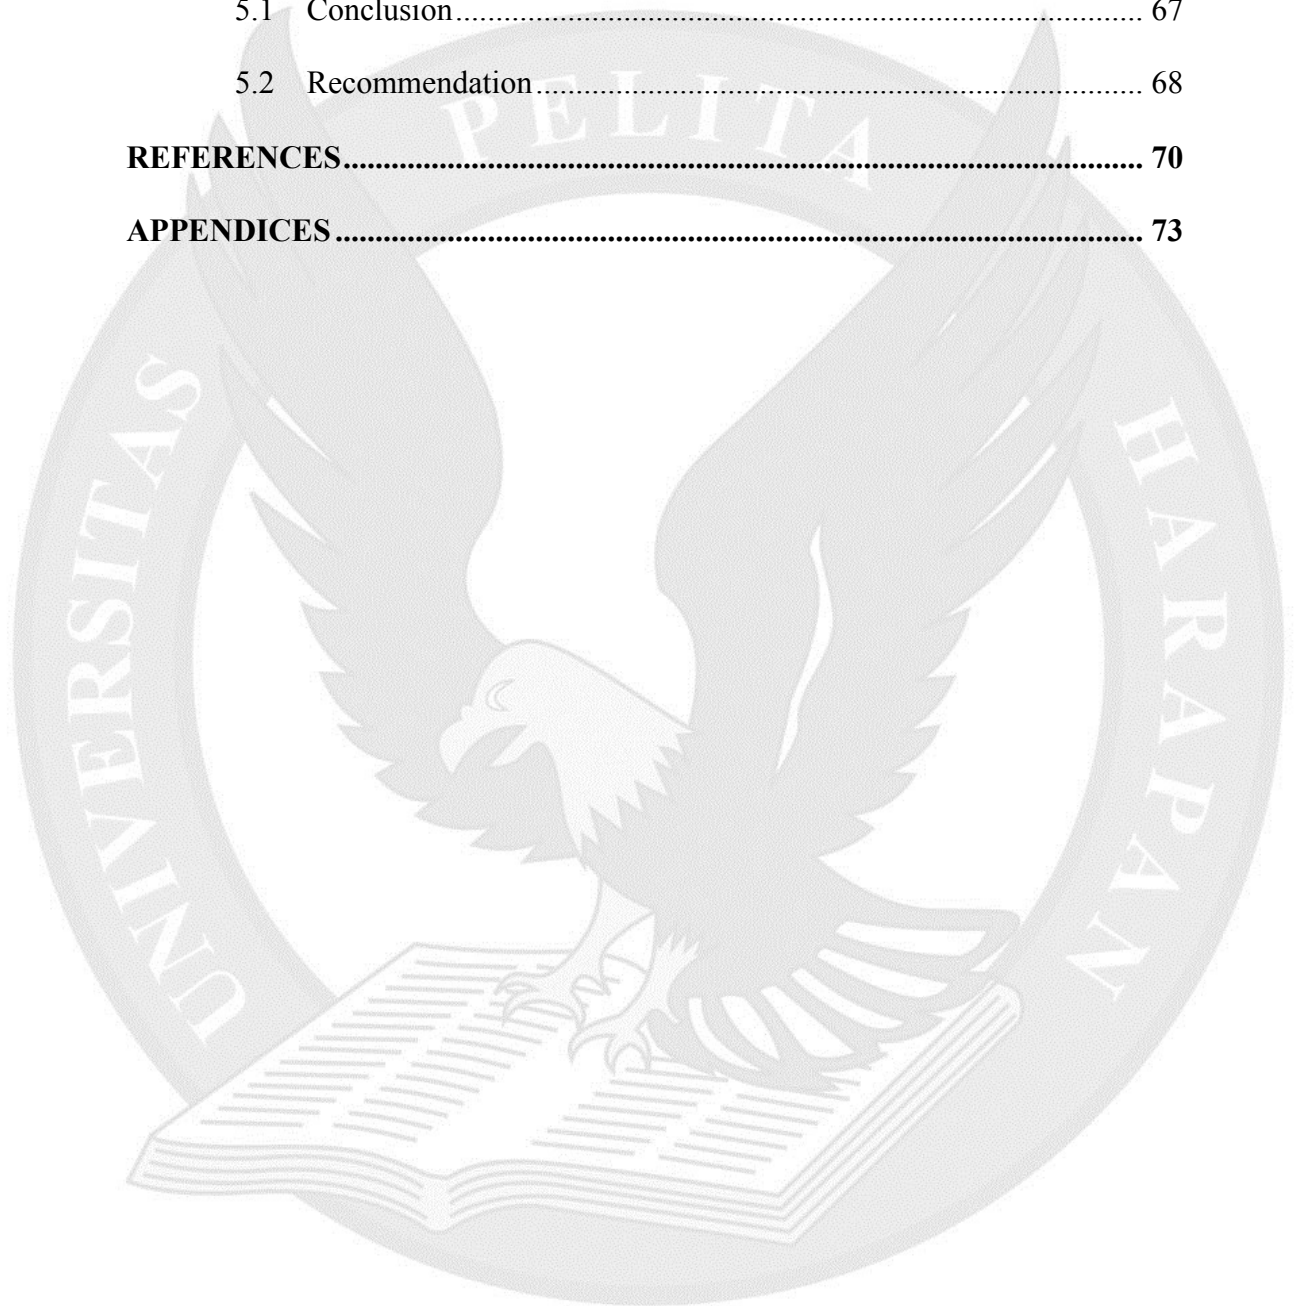 5.1 Conclusion........................................................................................ 67
5.2 Recommendation............................................................................. 68
REFERENCES...................................................................................................... 70
APPENDICES....................................................................................................... 73
UNIVERSITAS PELITA HARAPAN